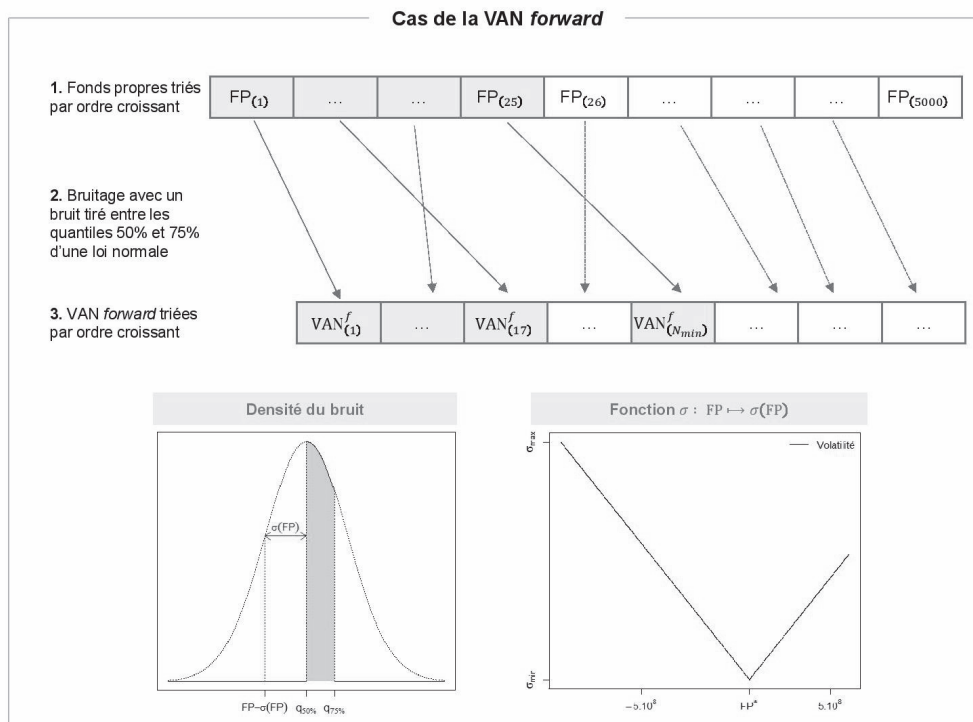 Cas de la VAN forward
1. Fonds propres triés
par ordre croissant
FP(1) ... ... FP(25) FP(26) ... ... ... FP(5000)
2. Bruitage avec un
bruit tiré entre les
quantiles 50% et 75%
d'une loi normale
3. VAN forward triées
par ordre croissant
VAN^f_(1) ... VAN^f_(17) ... VAN^f_(N_min) ... ... ...
Densité du bruit
σ(FP)
FP−σ(FP) q50% q75%
Fonction σ : FP ↦ σ(FP)
σmax
Volatilité
σmin
−5.10⁸ FP* 5.10⁸